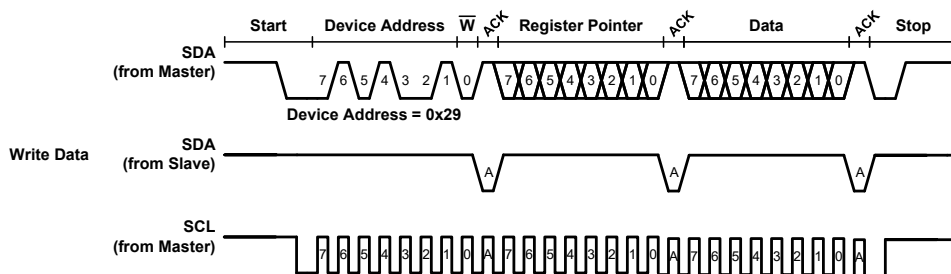 Start Device Address W ACK Register Pointer ACK Data ACK Stop
SDA
(from Master)
7 6 5 4 3 2 1 0 7 6 5 4 3 2 1 0 7 6 5 4 3 2 1 0
Device Address = 0x29
Write Data
SDA
(from Slave)
A A A
SCL
(from Master)
7 6 5 4 3 2 1 0 A 7 6 5 4 3 2 1 0 A 7 6 5 4 3 2 1 0 A